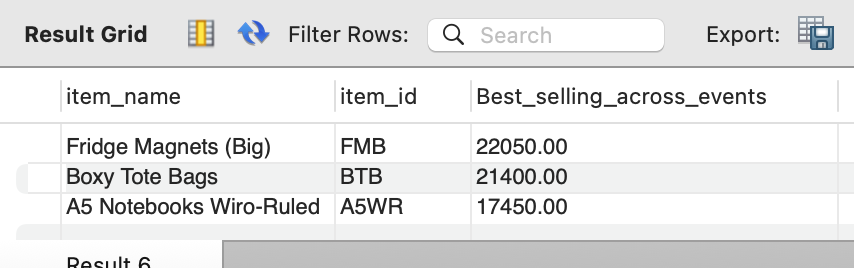 Result Grid Filter Rows: Search Export:
item_name item_id Best_selling_across_events
Fridge Magnets (Big) FMB 22050.00
Boxy Tote Bags BTB 21400.00
A5 Notebooks Wiro-Ruled A5WR 17450.00
Result 6